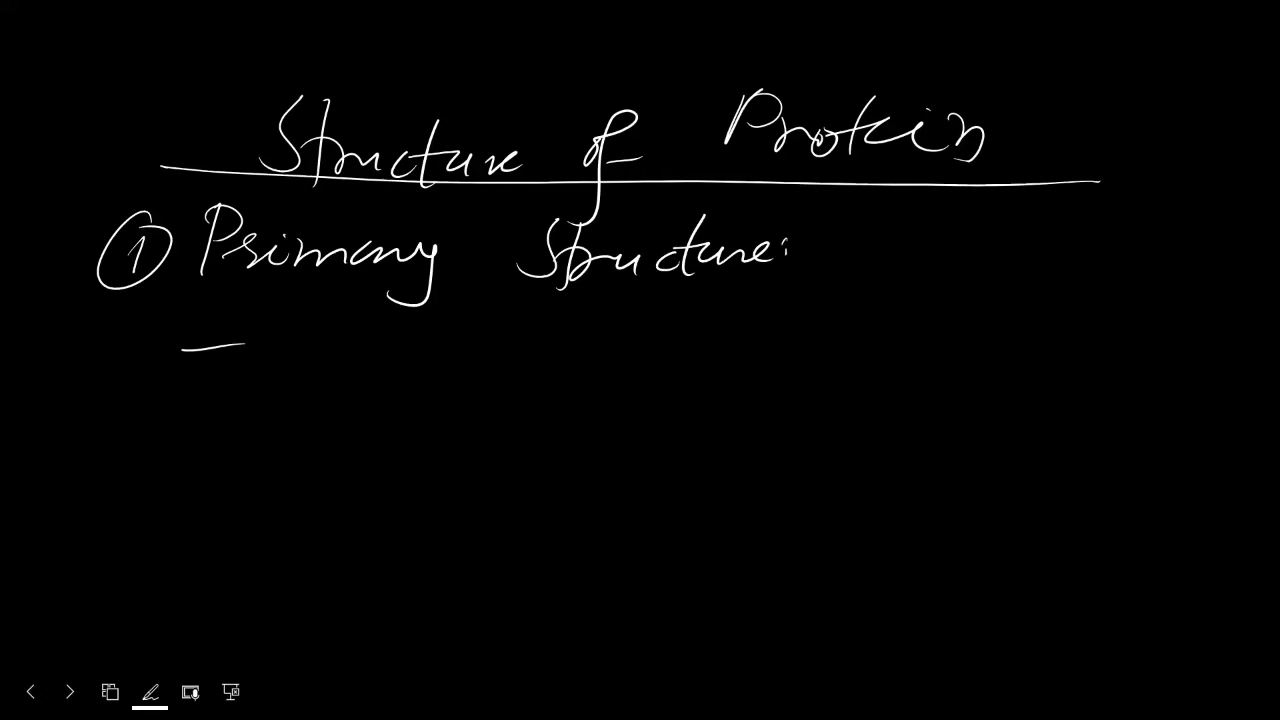 Structure of Protein
① Primary Structure:
—